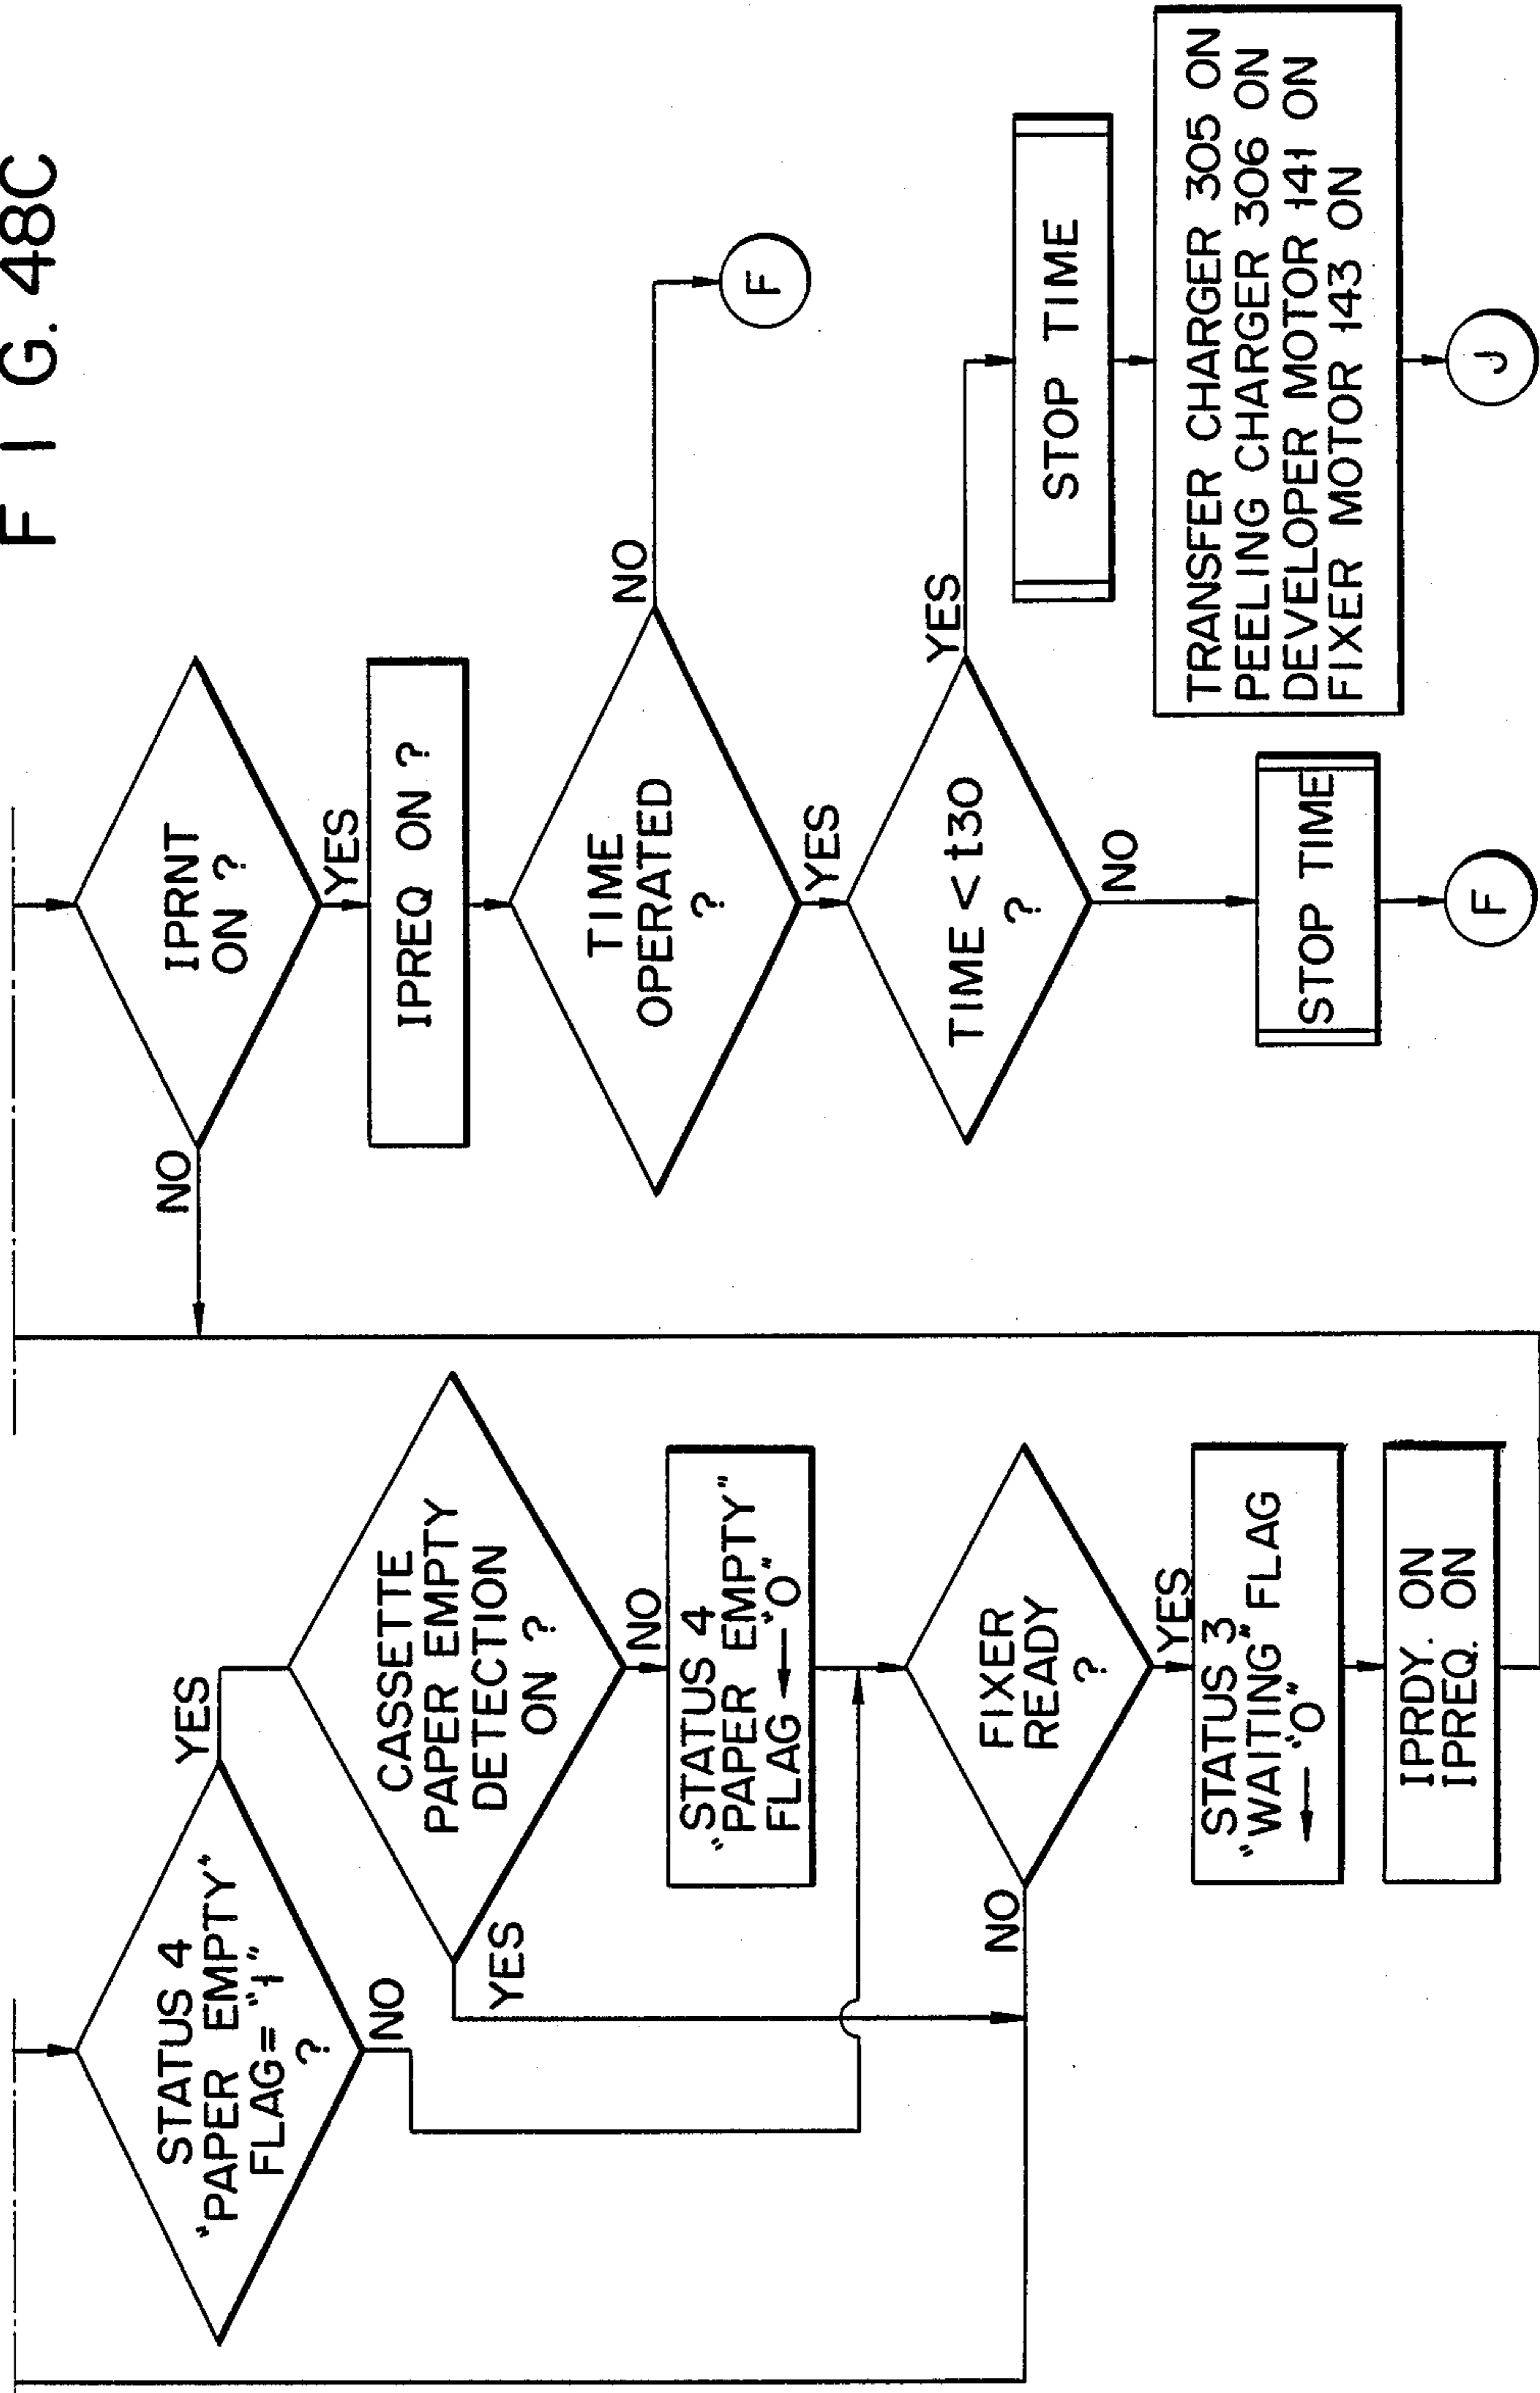 F I G. 48C
STATUS 4
"PAPER EMPTY"
FLAG="1"
?
YES
NO
CASSETTE
PAPER EMPTY
DETECTION
ON ?
YES
NO
STATUS 4
"PAPER EMPTY"
FLAG ← "0"
FIXER
READY
?
NO
YES
STATUS 3
"WAITING" FLAG
← "0"
IPRDY. ON
IPREQ. ON
IPRNT
ON ?
NO
YES
IPREQ ON ?
TIME
OPERATED
?
NO
YES
F
TIME < t30
?
YES
NO
STOP TIME
F
STOP TIME
TRANSFER CHARGER 305 ON
PEELING CHARGER 306 ON
DEVELOPER MOTOR 141 ON
FIXER MOTOR 143 ON
J